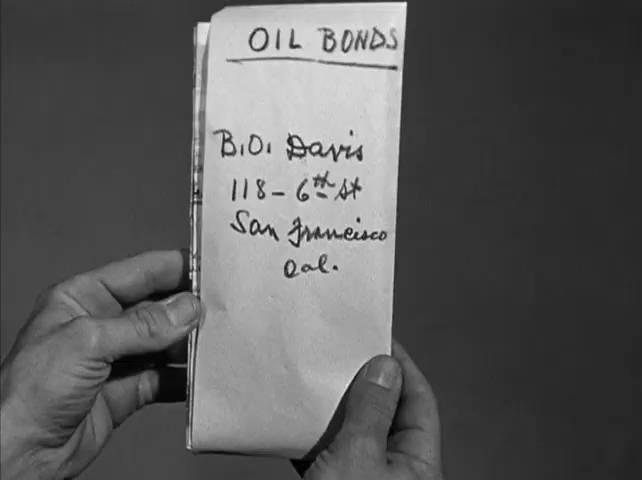 OIL BONDS
B.O. Davis
118-6th St
San Francisco
Cal.